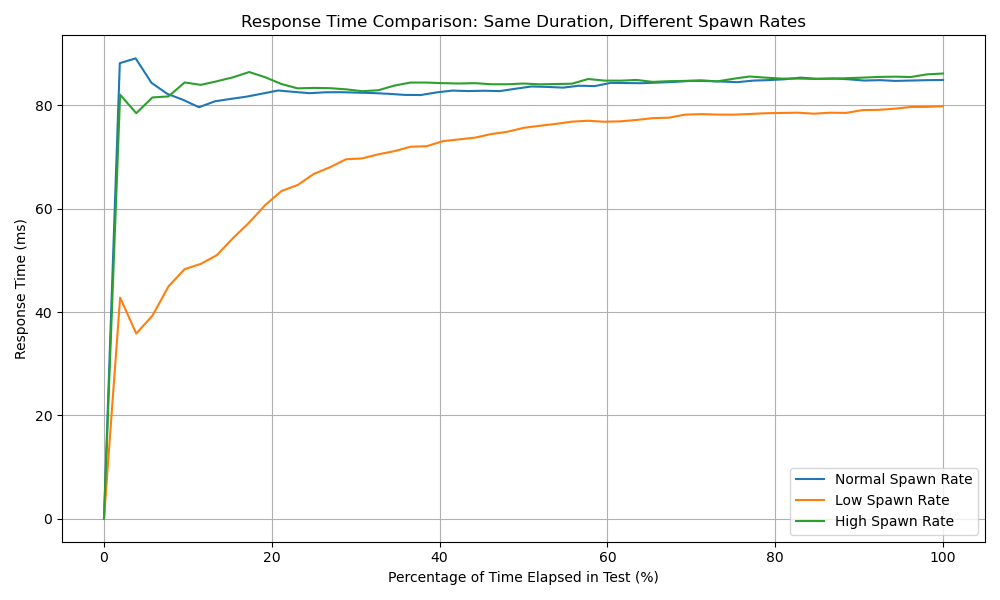 Response Time Comparison: Same Duration, Different Spawn Rates
Response Time (ms)
80
60
40
20
0
0 20 40 60 80 100
Percentage of Time Elapsed in Test (%)
Normal Spawn Rate
Low Spawn Rate
High Spawn Rate